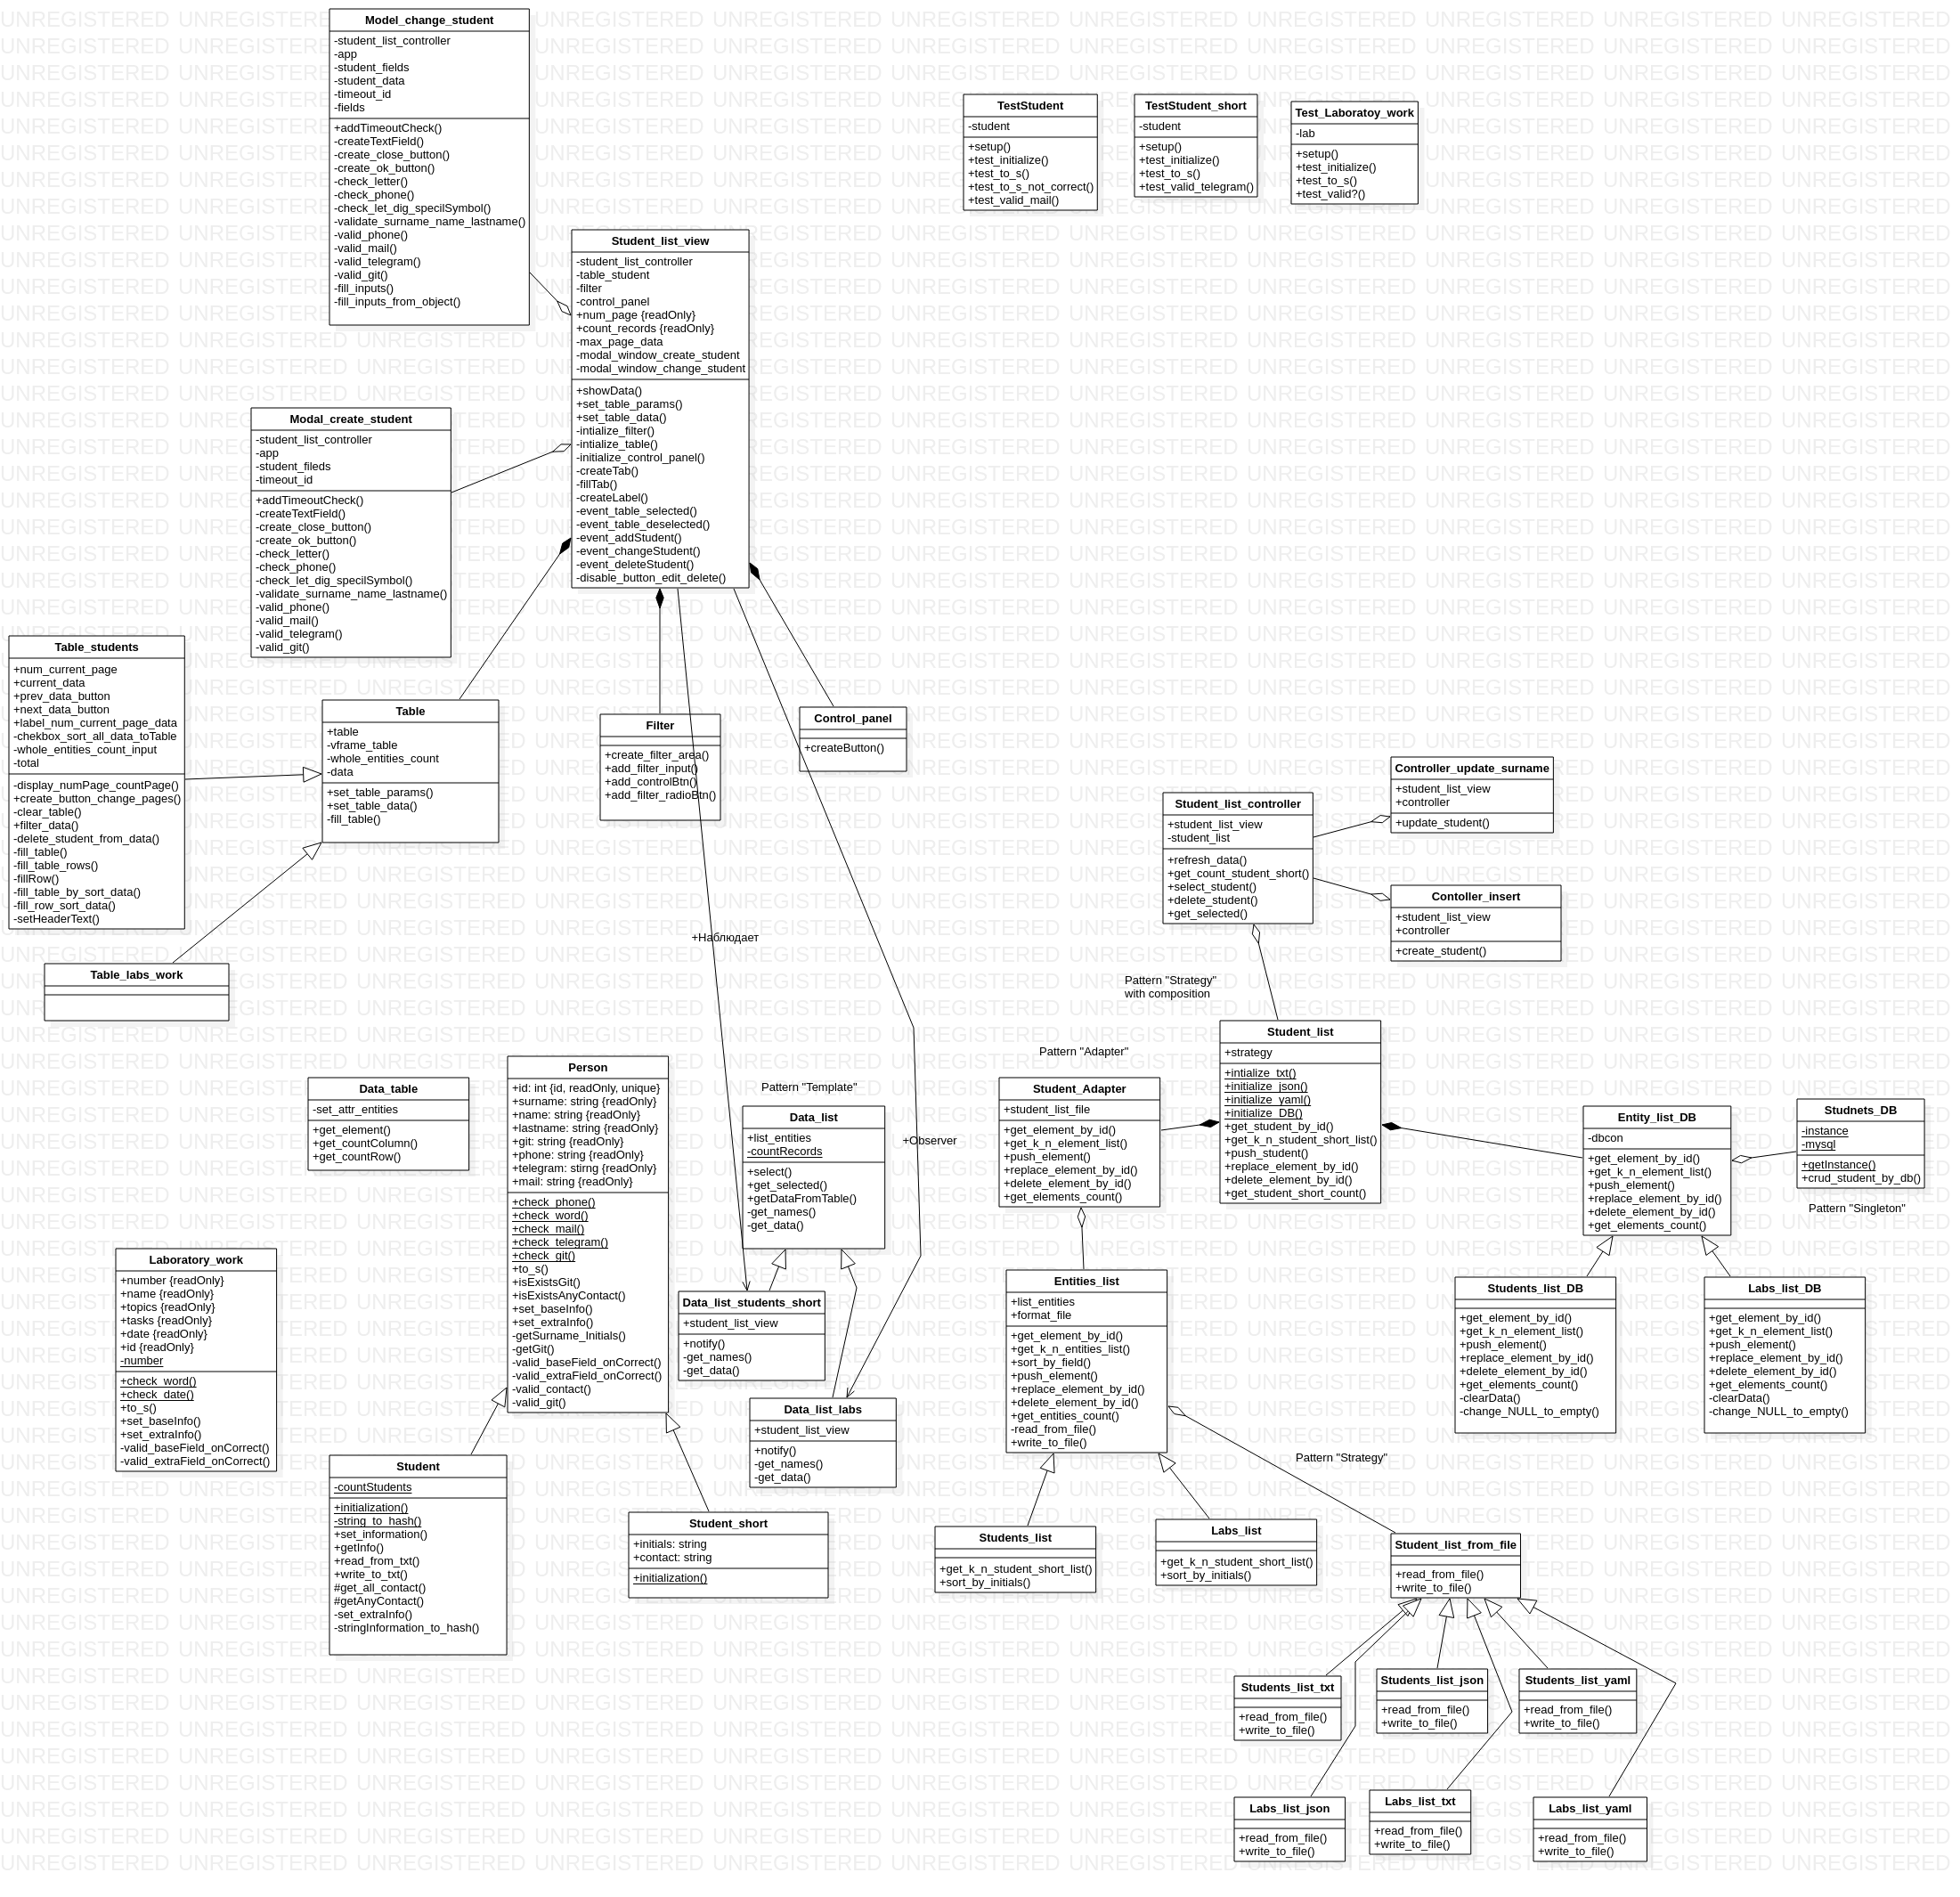 Model_change_student
-student_list_controller
-app
-student_fields
-student_data
-timeout_id
-fields
+addTimeoutCheck()
-createTextField()
-create_close_button()
-create_ok_button()
-check_letter()
-check_phone()
-check_let_dig_specilSymbol()
-validate_surname_name_lastname()
-valid_phone()
-valid_mail()
-valid_telegram()
-valid_git()
-fill_inputs()
-fill_inputs_from_object()
TestStudent
-student
+setup()
+test_initialize()
+test_to_s()
+test_to_s_not_correct()
+test_valid_mail()
TestStudent_short
-student
+setup()
+test_initialize()
+test_to_s()
+test_valid_telegram()
Test_Laboratoy_work
-lab
+setup()
+test_initialize()
+test_to_s()
+test_valid?()
Student_list_view
-student_list_controller
-table_student
-filter
-control_panel
+num_page {readOnly}
+count_records {readOnly}
-max_page_data
-modal_window_create_student
-modal_window_change_student
+showData()
+set_table_params()
+set_table_data()
-intialize_filter()
-intialize_table()
-initialize_control_panel()
-createTab()
-fillTab()
-createLabel()
-event_table_selected()
-event_table_deselected()
-event_addStudent()
-event_changeStudent()
-event_deleteStudent()
-disable_button_edit_delete()
Modal_create_student
-student_list_controller
-app
-student_fileds
-timeout_id
+addTimeoutCheck()
-createTextField()
-create_close_button()
-create_ok_button()
-check_letter()
-check_phone()
-check_let_dig_specilSymbol()
-validate_surname_name_lastname()
-valid_phone()
-valid_mail()
-valid_telegram()
-valid_git()
Table_students
+num_current_page
+current_data
+prev_data_button
+next_data_button
+label_num_current_page_data
-chekbox_sort_all_data_toTable
-whole_entities_count_input
-total
-display_numPage_countPage()
+create_button_change_pages()
-clear_table()
+filter_data()
-delete_student_from_data()
-fill_table()
-fill_table_rows()
-fillRow()
-fill_table_by_sort_data()
-fill_row_sort_data()
-setHeaderText()
Table
+table
-vframe_table
-whole_entities_count
-data
+set_table_params()
+set_table_data()
-fill_table()
Filter
+create_filter_area()
+add_filter_input()
+add_controlBtn()
+add_filter_radioBtn()
Control_panel
+createButton()
Table_labs_work
+Наблюдает
Student_list_controller
+student_list_view
-student_list
+refresh_data()
+get_count_student_short()
+select_student()
+delete_student()
+get_selected()
Controller_update_surname
+student_list_view
+controller
+update_student()
Contoller_insert
+student_list_view
+controller
+create_student()
Pattern "Strategy"
with composition
Pattern "Adapter"
Student_list
+strategy
+intialize_txt()
+initialize_json()
+initialize_yaml()
+initialize_DB()
+get_student_by_id()
+get_k_n_student_short_list()
+push_student()
+replace_element_by_id()
+delete_element_by_id()
+get_student_short_count()
Student_Adapter
+student_list_file
+get_element_by_id()
+get_k_n_element_list()
+push_element()
+replace_element_by_id()
+delete_element_by_id()
+get_elements_count()
Entity_list_DB
-dbcon
+get_element_by_id()
+get_k_n_element_list()
+push_element()
+replace_element_by_id()
+delete_element_by_id()
+get_elements_count()
Studnets_DB
-instance
-mysql
+getInstance()
+crud_student_by_db()
Pattern "Singleton"
Data_table
-set_attr_entities
+get_element()
+get_countColumn()
+get_countRow()
Person
+id: int {id, readOnly, unique}
+surname: string {readOnly}
+name: string {readOnly}
+lastname: string {readOnly}
+git: string {readOnly}
+phone: string {readOnly}
+telegram: stirng {readOnly}
+mail: string {readOnly}
+check_phone()
+check_word()
+check_mail()
+check_telegram()
+check_git()
+to_s()
+isExistsGit()
+isExistsAnyContact()
+set_baseInfo()
+set_extraInfo()
-getSurname_Initials()
-getGit()
-valid_baseField_onCorrect()
-valid_extraField_onCorrect()
-valid_contact()
-valid_git()
Pattern "Template"
Data_list
+list_entities
-countRecords
+select()
+get_selected()
+getDataFromTable()
-get_names()
-get_data()
+Observer
Laboratory_work
+number {readOnly}
+name {readOnly}
+topics {readOnly}
+tasks {readOnly}
+date {readOnly}
+id {readOnly}
-number
+check_word()
+check_date()
+to_s()
+set_baseInfo()
+set_extraInfo()
-valid_baseField_onCorrect()
-valid_extraField_onCorrect()
Data_list_students_short
+student_list_view
+notify()
-get_names()
-get_data()
Data_list_labs
+student_list_view
+notify()
-get_names()
-get_data()
Entities_list
+list_entities
+format_file
+get_element_by_id()
+get_k_n_entities_list()
+sort_by_field()
+push_element()
+replace_element_by_id()
+delete_element_by_id()
+get_entities_count()
-read_from_file()
+write_to_file()
Students_list_DB
+get_element_by_id()
+get_k_n_element_list()
+push_element()
+replace_element_by_id()
+delete_element_by_id()
+get_elements_count()
-clearData()
-change_NULL_to_empty()
Labs_list_DB
+get_element_by_id()
+get_k_n_element_list()
+push_element()
+replace_element_by_id()
+delete_element_by_id()
+get_elements_count()
-clearData()
-change_NULL_to_empty()
Student
-countStudents
+initialization()
-string_to_hash()
+set_information()
+getInfo()
+read_from_txt()
+write_to_txt()
#get_all_contact()
#getAnyContact()
-set_extraInfo()
-stringInformation_to_hash()
Student_short
+initials: string
+contact: string
+initialization()
Pattern "Strategy"
Students_list
+get_k_n_student_short_list()
+sort_by_initials()
Labs_list
+get_k_n_student_short_list()
+sort_by_initials()
Student_list_from_file
+read_from_file()
+write_to_file()
Students_list_txt
+read_from_file()
+write_to_file()
Students_list_json
+read_from_file()
+write_to_file()
Students_list_yaml
+read_from_file()
+write_to_file()
Labs_list_json
+read_from_file()
+write_to_file()
Labs_list_txt
+read_from_file()
+write_to_file()
Labs_list_yaml
+read_from_file()
+write_to_file()